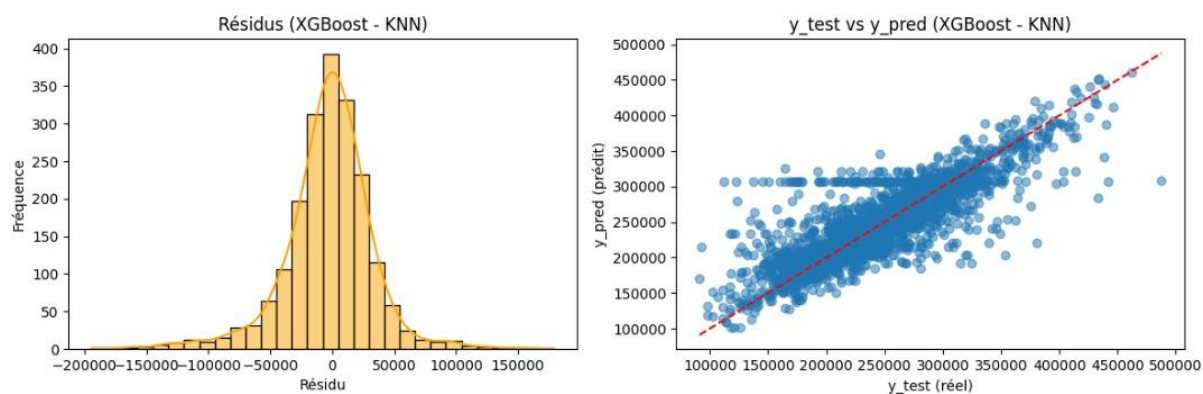 Résidus (XGBoost - KNN)
Fréquence
400
350
300
250
200
150
100
50
0
−200000 −150000 −100000 −50000 0 50000 100000 150000
Résidu
y_test vs y_pred (XGBoost - KNN)
y_pred (prédit)
500000
450000
400000
350000
300000
250000
200000
150000
100000
100000 150000 200000 250000 300000 350000 400000 450000 500000
y_test (réel)